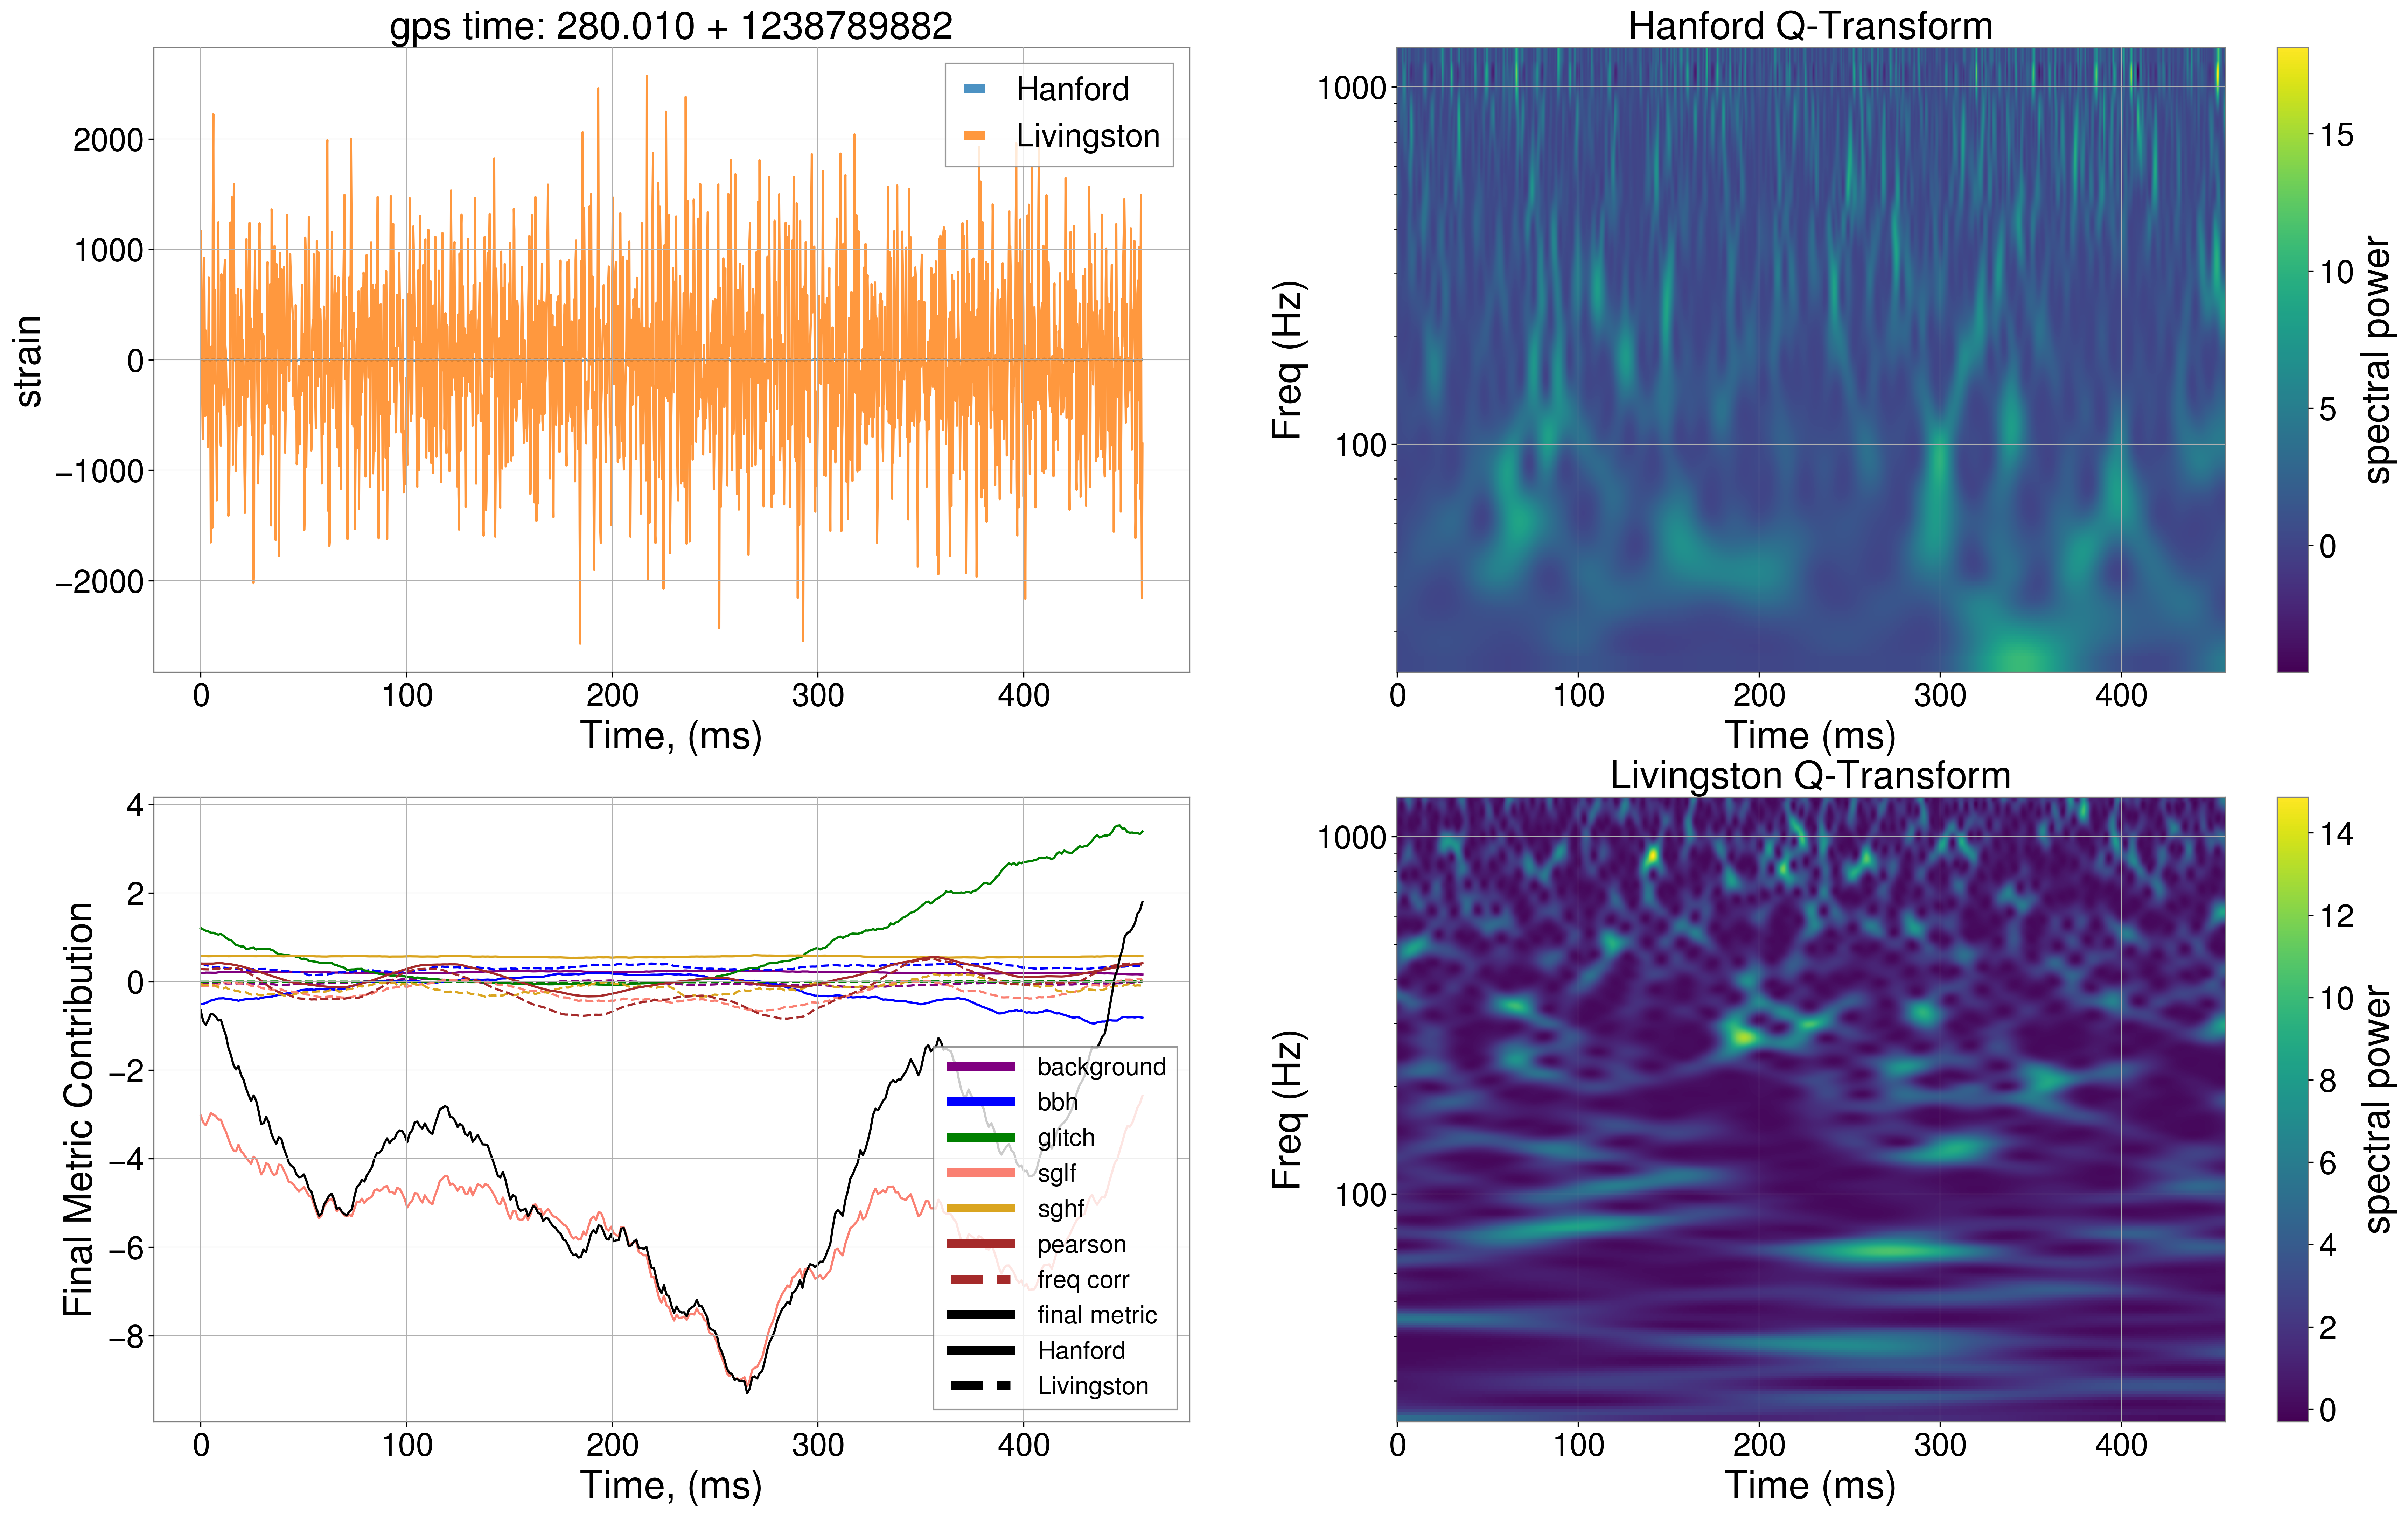 gps time: 280.010 + 1238789882
strain
2000
1000
0
−1000
−2000
0 100 200 300 400
Time, (ms)
Hanford
Livingston
Hanford Q-Transform
Freq (Hz)
1000
100
0 100 200 300 400
Time (ms)
15
10
5
0
spectral power
Final Metric Contribution
4
2
0
−2
−4
−6
−8
0 100 200 300 400
Time, (ms)
background
bbh
glitch
sglf
sghf
pearson
freq corr
final metric
Hanford
Livingston
Livingston Q-Transform
Freq (Hz)
1000
100
0 100 200 300 400
Time (ms)
14
12
10
8
6
4
2
0
spectral power